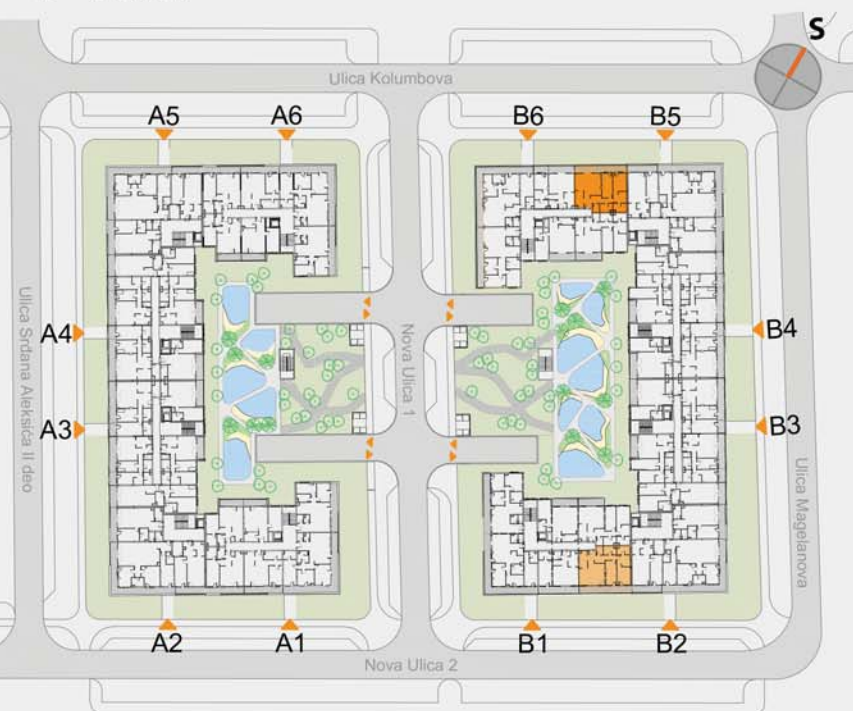 S
Ulica Kolumbova
A5
A6
B6
B5
Ulica Srđana Aleksića II deo
A4
Nova Ulica 1
B4
A3
B3
Ulica Magelanova
A2
A1
B1
B2
Nova Ulica 2